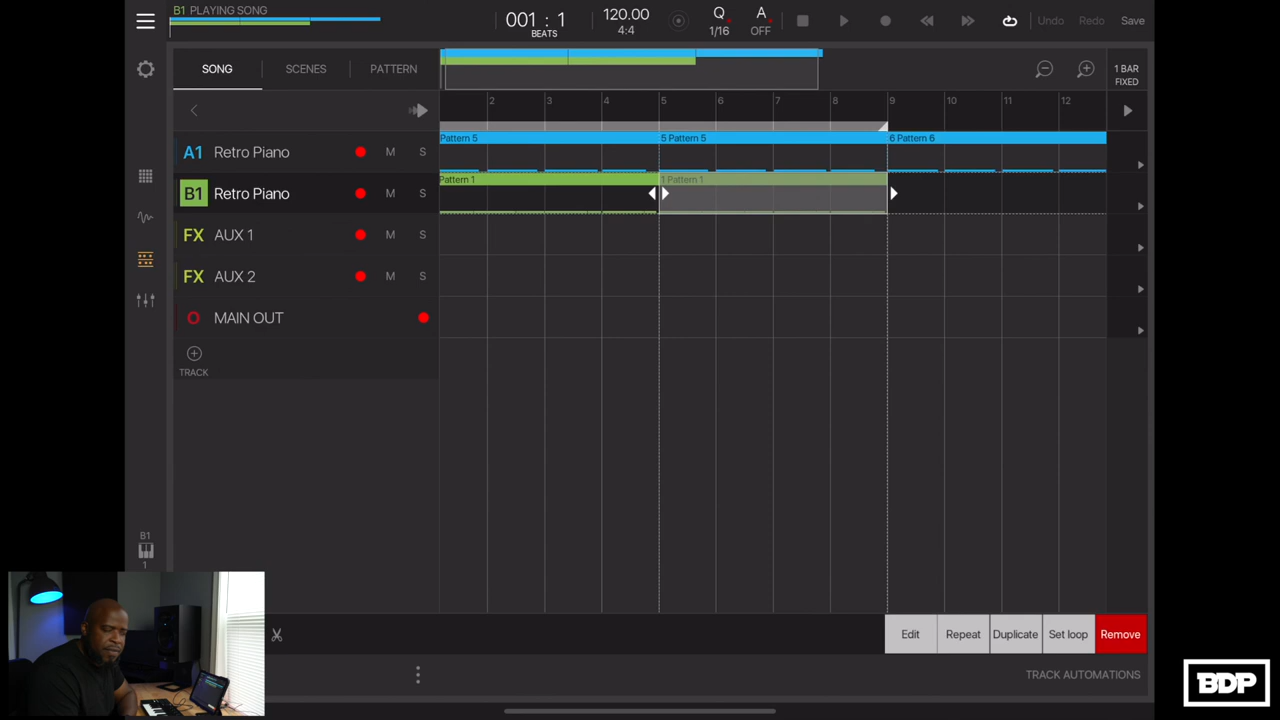 B1 PLAYING SONG
001 : 1
BEATS
120.00
4:4
Q
1/16
A
OFF
Undo
Redo
Save
SONG
SCENES
PATTERN
1 BAR
FIXED
2 3 4 5 6 7 8 9 10 11 12
A1 Retro Piano M S
Pattern 5
5 Pattern 5
6 Pattern 6
B1 Retro Piano M S
Pattern 1
1 Pattern 1
FX AUX 1 M S
FX AUX 2 M S
O MAIN OUT
TRACK
B1
1
Edit
Repeat
Duplicate
Set loop
Remove
TRACK AUTOMATIONS
BDP